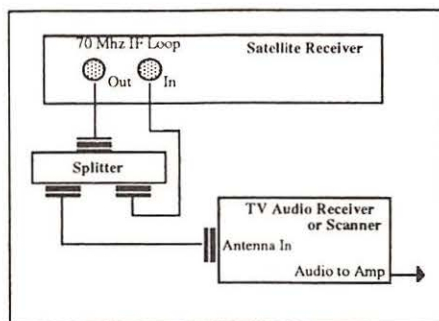 70 Mhz IF Loop
Satellite Receiver
Out
In
Splitter
TV Audio Receiver
or Scanner
Antenna In
Audio to Amp